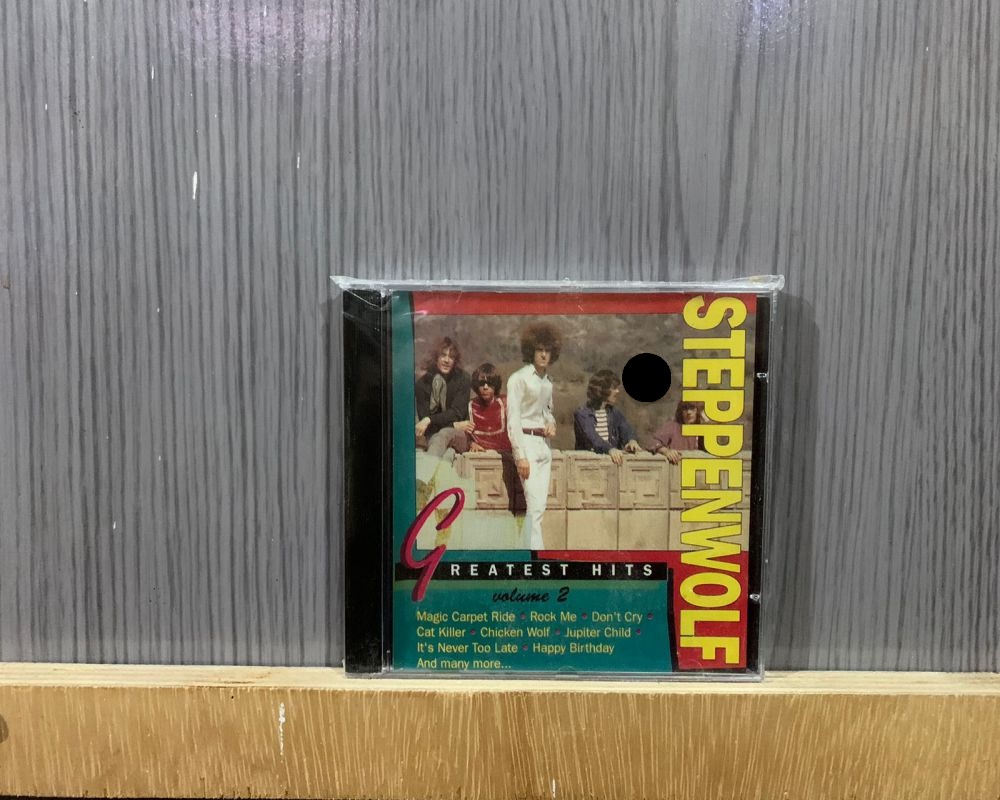 STEPPENWOLF
GREATEST HITS
volume 2
Magic Carpet Ride • Rock Me • Don't Cry •
Cat Killer • Chicken Wolf • Jupiter Child •
It's Never Too Late • Happy Birthday
And many more...